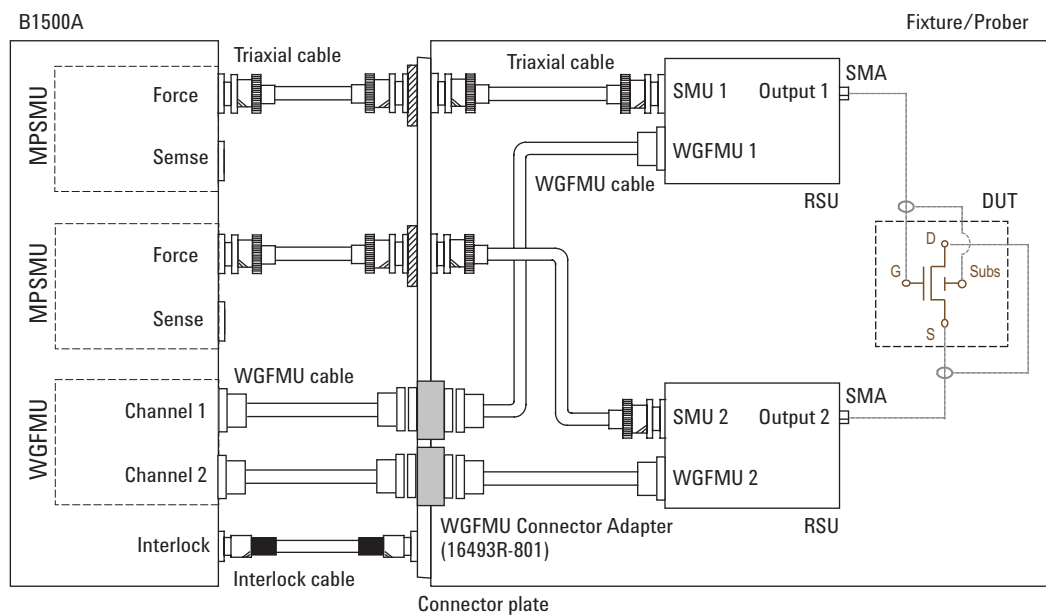 B1500A
Fixture/Prober
Triaxial cable
Triaxial cable
SMA
MPSMU
Force
Semse
SMU 1
Output 1
WGFMU 1
WGFMU cable
RSU
DUT
MPSMU
Force
Sense
D
G
Subs
S
WGFMU cable
WGFMU
Channel 1
Channel 2
SMA
SMU 2
Output 2
WGFMU 2
RSU
Interlock
WGFMU Connector Adapter
(16493R-801)
Interlock cable
Connector plate